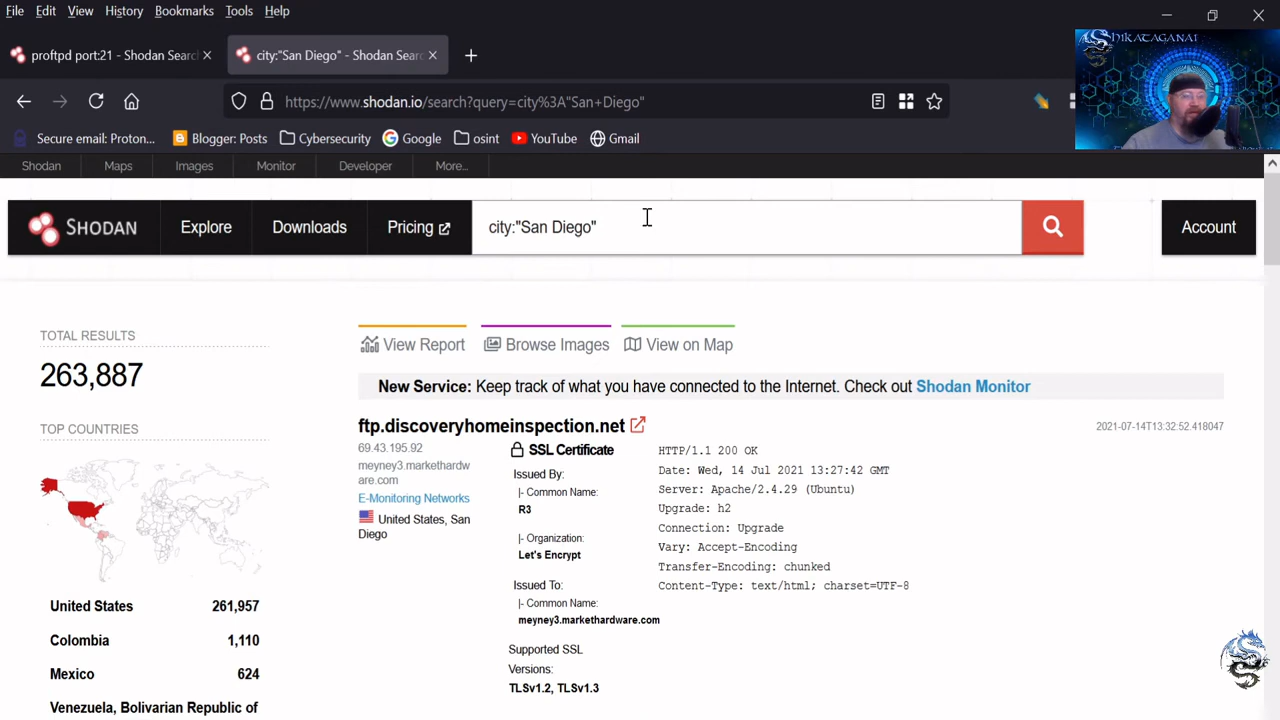 File Edit View History Bookmarks Tools Help
proftpd port:21 - Shodan Searc
city:"San Diego" - Shodan Searc
SHIKATAGANAI
https://www.shodan.io/search?query=city%3A"San+Diego"
Secure email: Proton... Blogger: Posts Cybersecurity Google osint YouTube Gmail
Shodan Maps Images Monitor Developer More...
SHODAN Explore Downloads Pricing city:"San Diego" Account
TOTAL RESULTS
263,887
TOP COUNTRIES
United States 261,957
Colombia 1,110
Mexico 624
Venezuela, Bolivarian Republic of
View Report Browse Images View on Map
New Service: Keep track of what you have connected to the Internet. Check out Shodan Monitor
ftp.discoveryhomeinspection.net
2021-07-14T13:32:52.418047
69.43.195.92
meyney3.markethardw
are.com
E-Monitoring Networks
United States, San
Diego
SSL Certificate
Issued By:
|- Common Name:
R3
|- Organization:
Let's Encrypt
Issued To:
|- Common Name:
meyney3.markethardware.com
Supported SSL
Versions:
TLSv1.2, TLSv1.3
HTTP/1.1 200 OK
Date: Wed, 14 Jul 2021 13:27:42 GMT
Server: Apache/2.4.29 (Ubuntu)
Upgrade: h2
Connection: Upgrade
Vary: Accept-Encoding
Transfer-Encoding: chunked
Content-Type: text/html; charset=UTF-8